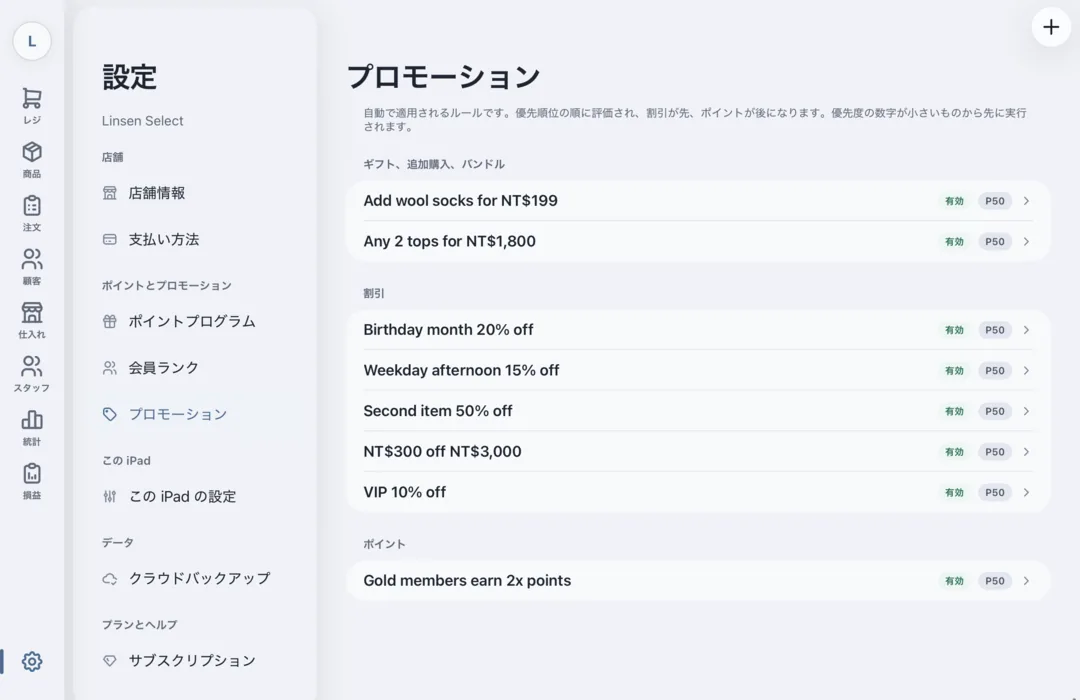 L
レジ
商品
注文
顧客
仕入れ
スタッフ
統計
損益
設定
Linsen Select
店舗
店舗情報
支払い方法
ポイントとプロモーション
ポイントプログラム
会員ランク
プロモーション
この iPad
この iPad の設定
データ
クラウドバックアップ
プランとヘルプ
サブスクリプション
プロモーション
自動で適用されるルールです。優先順位の順に評価され、割引が先、ポイントが後になります。優先度の数字が小さいものから先に実行
されます。
ギフト、追加購入、バンドル
Add wool socks for NT$199 有効 P50
Any 2 tops for NT$1,800 有効 P50
割引
Birthday month 20% off 有効 P50
Weekday afternoon 15% off 有効 P50
Second item 50% off 有効 P50
NT$300 off NT$3,000 有効 P50
VIP 10% off 有効 P50
ポイント
Gold members earn 2x points 有効 P50